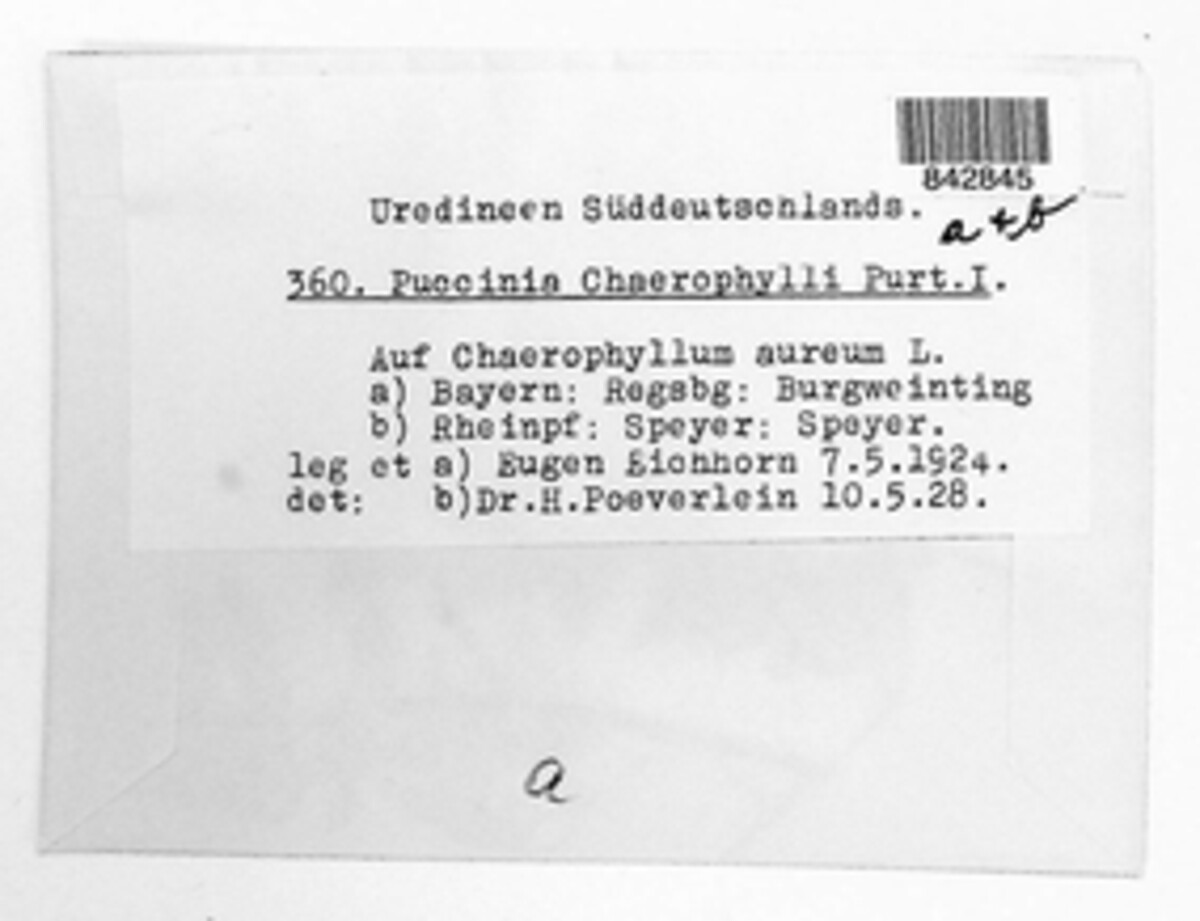 842845
Uredineen Süddeutschlands.
a + b
360. Puccinia Chaerophylli Purt.I.
Auf Chaerophyllum aureum L.
a) Bayern: Regsbg: Burgweinting
b) Rheinpf: Speyer: Speyer.
leg et a) Eugen Eichhorn 7.5.1924.
det: b)Dr.H.Poeverlein 10.5.28.
a